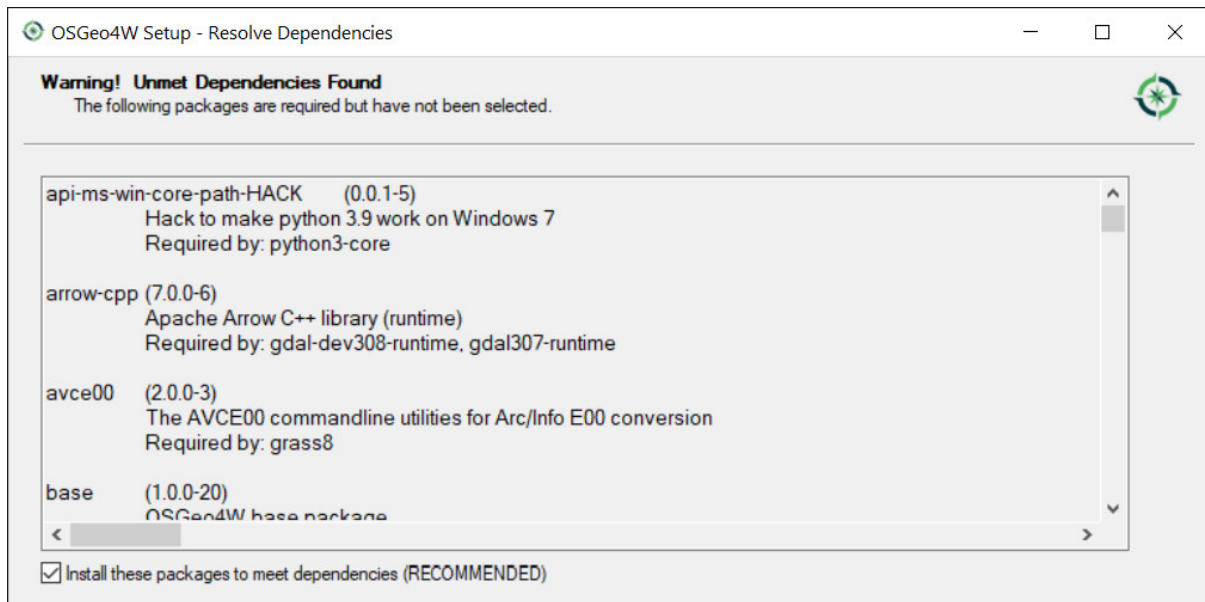 OSGeo4W Setup - Resolve Dependencies
Warning! Unmet Dependencies Found
The following packages are required but have not been selected.
api-ms-win-core-path-HACK (0.0.1-5)
Hack to make python 3.9 work on Windows 7
Required by: python3-core
arrow-cpp (7.0.0-6)
Apache Arrow C++ library (runtime)
Required by: gdal-dev308-runtime, gdal307-runtime
avce00 (2.0.0-3)
The AVCE00 commandline utilities for Arc/Info E00 conversion
Required by: grass8
base (1.0.0-20)
OSGeo4W base package
Install these packages to meet dependencies (RECOMMENDED)